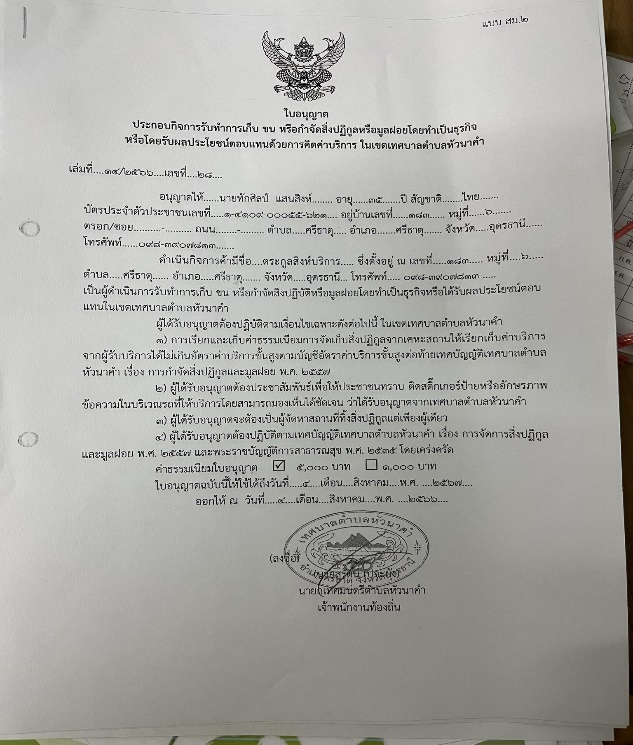 แบบ สม.๒
ใบอนุญาต
ประกอบกิจการรับทำการเก็บ ขน หรือกำจัดสิ่งปฏิกูลหรือมูลฝอยโดยทำเป็นธุรกิจ
หรือโดยรับผลประโยชน์ตอบแทนด้วยการคิดค่าบริการ ในเขตเทศบาลตำบลหัวนาคำ
เล่มที่....๑๔/๒๕๖๖....เลขที่....๒๘....
อนุญาตให้.....นายทักศิลป์ แสนสิงห์........ อายุ.....๓๕.......ปี สัญชาติ........ไทย.......
บัตรประจำตัวประชาชนเลขที่.....๑-๔๑๐๙ ๐๐๐๕๕-๖๒๑.... อยู่บ้านเลขที่......๑๘๓...... หมู่ที่......๖.......
ตรอก/ซอย.........-......... ถนน.......-........ ตำบล.....ศรีธาตุ..... อำเภอ......ศรีธาตุ....... จังหวัด.....อุดรธานี......
โทรศัพท์......๐๙๘-๓๙๐๗๘๑๓......
ดำเนินกิจการค้ามีชื่อ....ตระกูลสิงห์บริการ..... ซึ่งตั้งอยู่ ณ เลขที่......๑๘๓...... หมู่ที่....๖.....
ตำบล.....ศรีธาตุ...... อำเภอ.....ศรีธาตุ....... จังหวัด.....อุดรธานี... โทรศัพท์..... ๐๙๘-๓๙๐๗๘๑๓ .....
เป็นผู้ดำเนินการรับทำการเก็บ ขน หรือกำจัดสิ่งปฏิบัติหรือมูลฝอยโดยทำเป็นธุรกิจหรือได้รับผลประโยชน์ตอบ
แทนในเขตเทศบาลตำบลหัวนาคำ
ผู้ได้รับอนุญาตต้องปฏิบัติตามเงื่อนไขเฉพาะดังต่อไปนี้ ในเขตเทศบาลตำบลหัวนาคำ
๑) การเรียกและเก็บค่าธรรมเนียมการจัดเก็บสิ่งปฏิกูลจากเคหะสถานให้เรียกเก็บค่าบริการ
จากผู้รับบริการได้ไม่เกินอัตราค่าบริการขั้นสูงตามบัญชีอัตราค่าบริการขั้นสูงต่อท้ายเทศบัญญัติเทศบาลตำบล
หัวนาคำ เรื่อง การกำจัดสิ่งปฏิกูลและมูลฝอย พ.ศ. ๒๕๕๗
๒) ผู้ได้รับอนุญาตต้องประชาสัมพันธ์เพื่อให้ประชาชนทราบ ติดสติ๊กเกอร์ป้ายหรืออักษรภาพ
ข้อความในบริเวณรถที่ให้บริการโดยสามารถมองเห็นได้ชัดเจน ว่าได้รับอนุญาตจากเทศบาลตำบลหัวนาคำ
๓) ผู้ได้รับอนุญาตจะต้องเป็นผู้จัดหาสถานที่ทิ้งสิ่งปฏิกูลแต่เพียงผู้เดียว
๔) ผู้ได้รับอนุญาตต้องปฏิบัติตามเทศบัญญัติเทศบาลตำบลหัวนาคำ เรื่อง การจัดการสิ่งปฏิกูล
และมูลฝอย พ.ศ. ๒๕๕๗ และพระราชบัญญัติการสาธารณสุข พ.ศ. ๒๕๓๕ โดยเคร่งครัด
ค่าธรรมเนียมใบอนุญาต ☑ ๕,๐๐๐ บาท ☐ ๑,๐๐๐ บาท
ใบอนุญาตฉบับนี้ให้ใช้ได้ถึงวันที่.....๔....เดือน....สิงหาคม....พ.ศ. ....๒๕๖๗....
ออกให้ ณ วันที่.....๔....เดือน....สิงหาคม....พ.ศ. ....๒๕๖๖....
เทศบาลตำบลหัวนาคำ
(ลงชื่อ)
นายกเทศมนตรีตำบลหัวนาคำ
เจ้าพนักงานท้องถิ่น